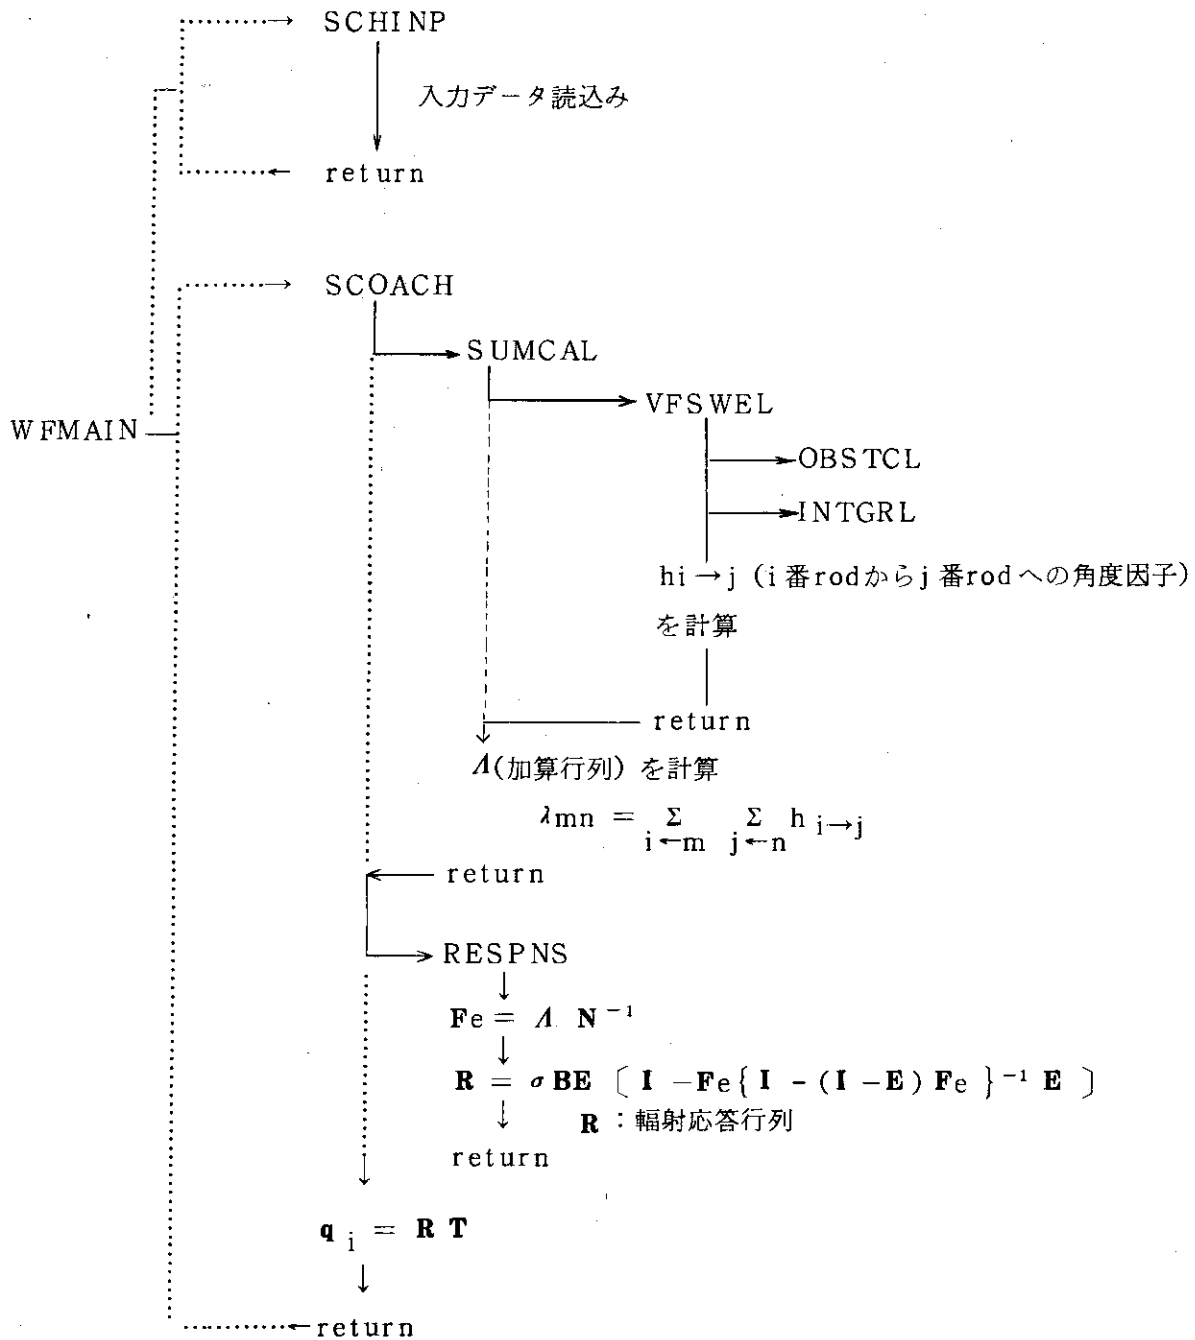 SCHINP
入力データ読込み
return
SCOACH
SUMCAL
VFSWEL
WFMAIN
OBSTCL
INTGRL
hi→j (i番rodからj番rodへの角度因子)
を計算
return
Λ(加算行列) を計算
λmn = Σ Σ h i→j
i←m j←n
return
RESPNS
Fe = Λ N⁻¹
R = σBE [ I -Fe{ I - (I -E) Fe }⁻¹ E ]
R : 輻射応答行列
return
q i = R T
return